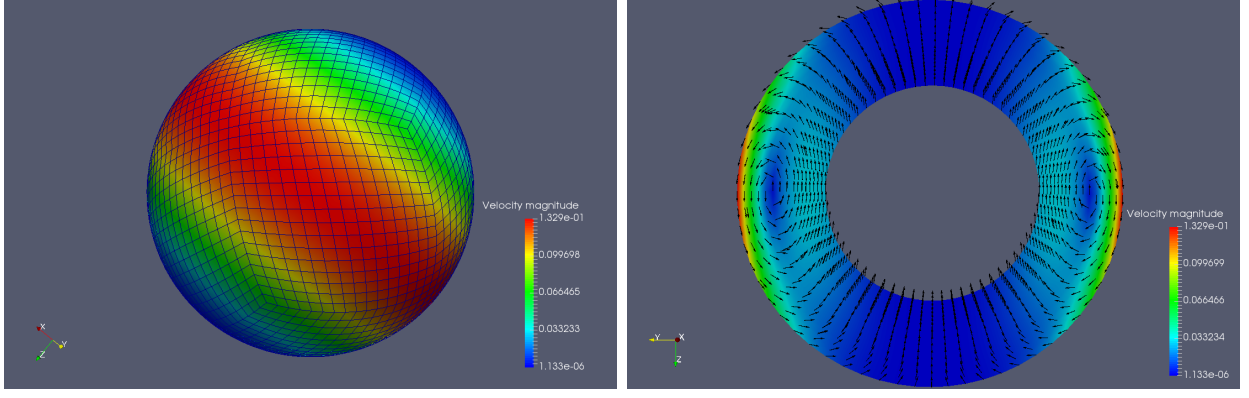 Velocity magnitude
1.329e-01
0.099698
0.066465
0.033233
1.133e-06
X
Y
Z
Velocity magnitude
1.329e-01
0.099699
0.066466
0.033234
1.133e-06
Y
X
Z